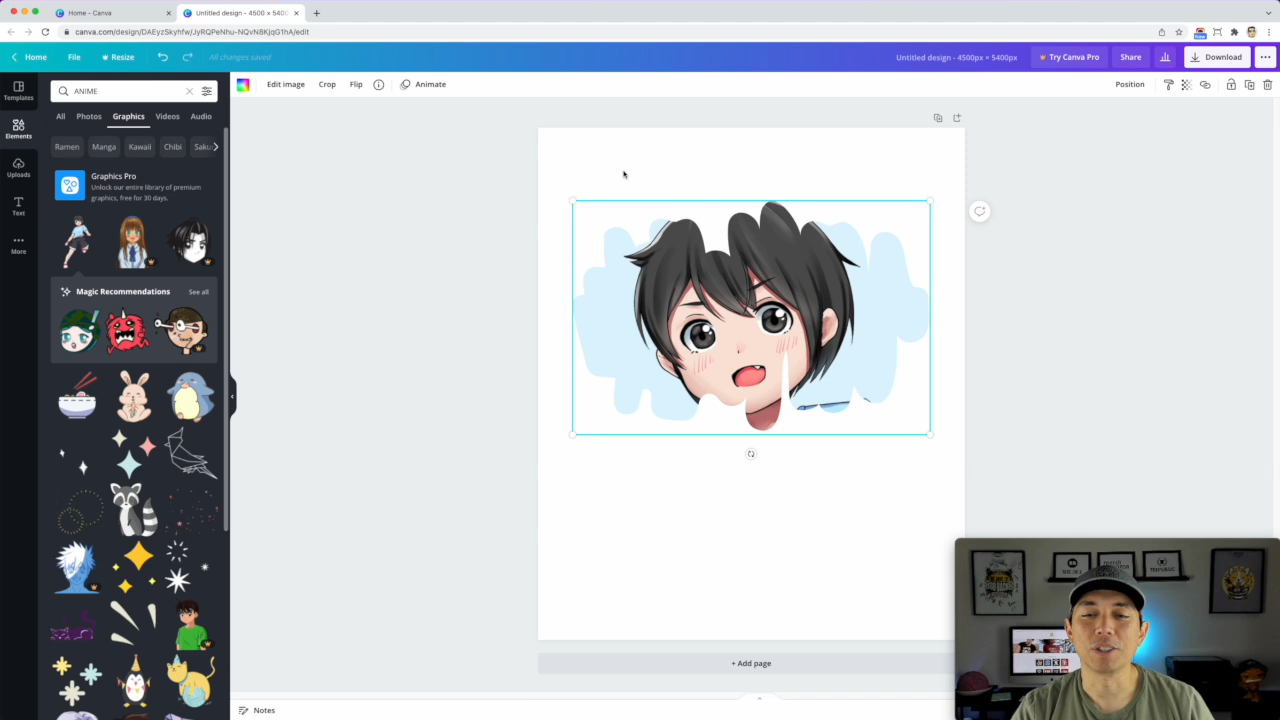 Home - Canva
Untitled design - 4500 × 5400
canva.com/design/DAEyzSkyhfw/JyRQPeNhu-NQvN8KjqG1hA/edit
Home File Resize All changes saved Untitled design - 4500px × 5400px Try Canva Pro Share Download
Templates
Elements
Uploads
Text
More
ANIME
All Photos Graphics Videos Audio
Ramen Manga Kawaii Chibi Saku
Graphics Pro
Unlock our entire library of premium
graphics, free for 30 days.
Magic Recommendations See all
Edit image Crop Flip Animate Position
+ Add page
Notes